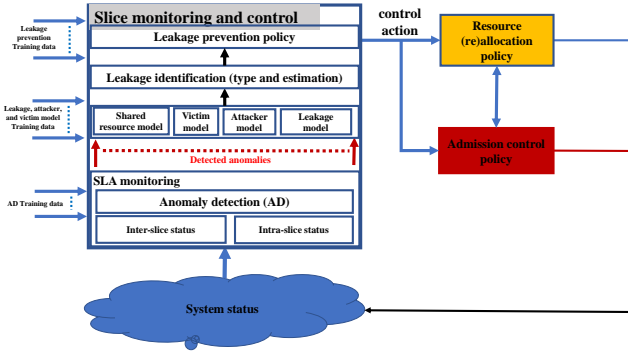 Slice monitoring and control
Leakage
prevention
Training data
Leakage prevention policy
control
action
Resource
(re)allocation
policy
Leakage identification (type and estimation)
Leakage, attacker,
and victim model
Training data
Shared
resource model
Victim
model
Attacker
model
Leakage
model
Admission control
policy
Detected anomalies
SLA monitoring
AD Training data
Anomaly detection (AD)
Inter-slice status
Intra-slice status
System status